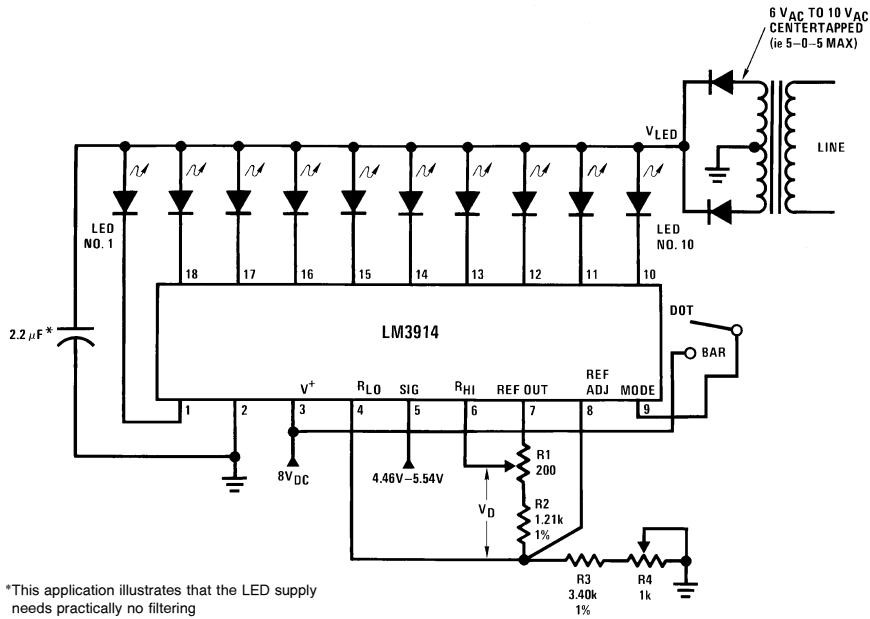 6 VAC TO 10 VAC
CENTERTAPPED
(ie 5–0–5 MAX)
VLED
LINE
LED
NO. 1
LED
NO. 10
18 17 16 15 14 13 12 11 10
2.2 μF*
LM3914
DOT
BAR
V+ RLO SIG RHI REF OUT REF ADJ MODE
1 2 3 4 5 6 7 8 9
8VDC
4.46V–5.54V
R1
200
VD
R2
1.21k
1%
R3
3.40k
1%
R4
1k
*This application illustrates that the LED supply
needs practically no filtering